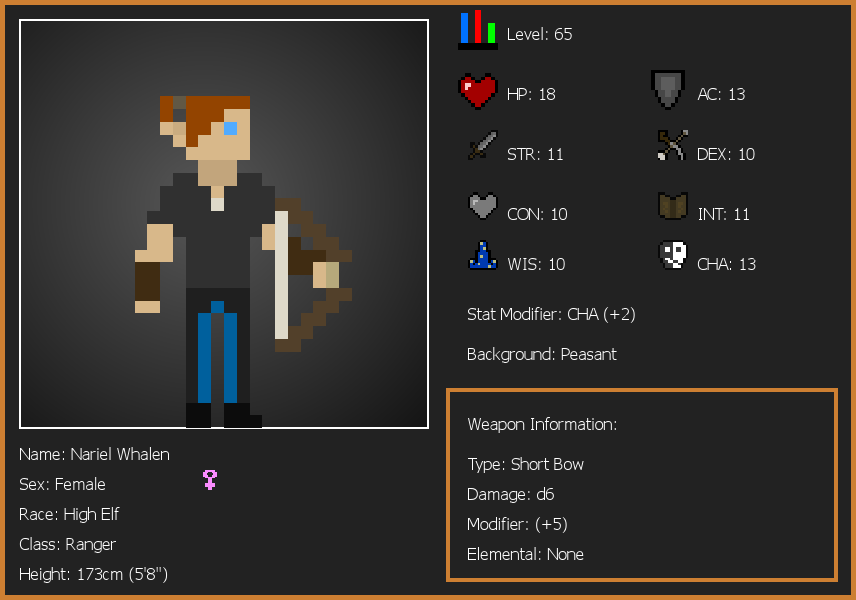 Level: 65
HP: 18
AC: 13
STR: 11
DEX: 10
CON: 10
INT: 11
WIS: 10
CHA: 13
Stat Modifier: CHA (+2)
Background: Peasant
Weapon Information:
Type: Short Bow
Damage: d6
Modifier: (+5)
Elemental: None
Name: Nariel Whalen
Sex: Female
Race: High Elf
Class: Ranger
Height: 173cm (5'8")